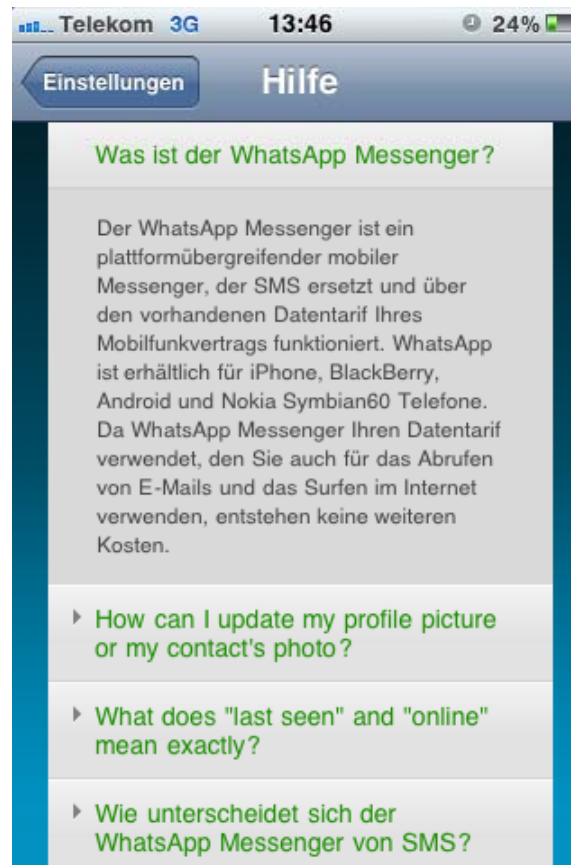 Telekom 3G 13:46 24%
Einstellungen Hilfe
Was ist der WhatsApp Messenger?
Der WhatsApp Messenger ist ein
plattformübergreifender mobiler
Messenger, der SMS ersetzt und über
den vorhandenen Datentarif Ihres
Mobilfunkvertrags funktioniert. WhatsApp
ist erhältlich für iPhone, BlackBerry,
Android und Nokia Symbian60 Telefone.
Da WhatsApp Messenger Ihren Datentarif
verwendet, den Sie auch für das Abrufen
von E-Mails und das Surfen im Internet
verwenden, entstehen keine weiteren
Kosten.
How can I update my profile picture
or my contact's photo?
What does "last seen" and "online"
mean exactly?
Wie unterscheidet sich der
WhatsApp Messenger von SMS?